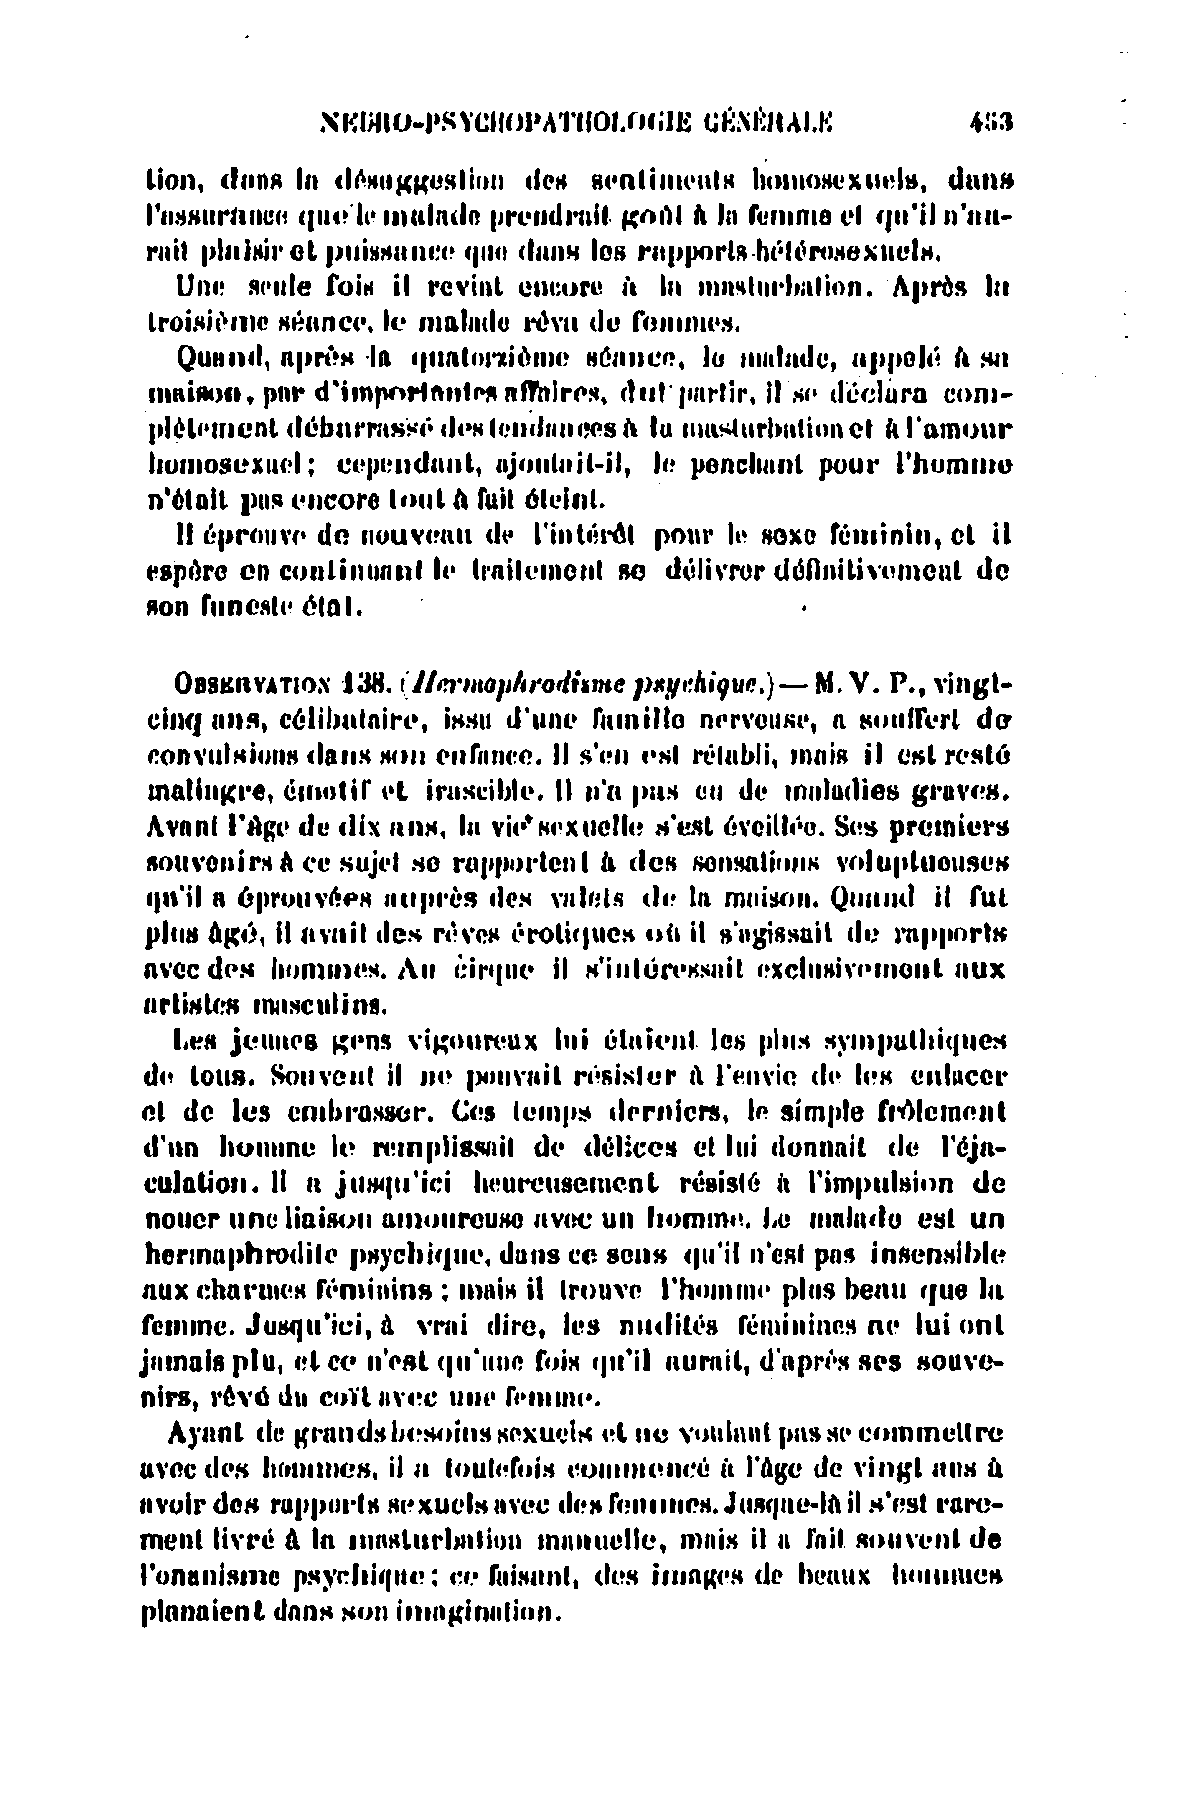 NEURO-PSYCHOPATHOLOGIE GÉNÉRALE 453
tion, dans la désuggestion des sentiments homosexuels, dans
l'assurance que le malade prendrait goût à la femme et qu'il n'au-
rait plaisir et puissance que dans les rapports hétérosexuels.
Une seule fois il revint encore à la masturbation. Après la
troisième séance, le malade rêva de femmes.
Quand, après la quatorzième séance, le malade, appelé à sa
maison, par d'importantes affaires, dut partir, il se déclara com-
plètement débarrassé des tendances à la masturbation et à l'amour
homosexuel ; cependant, ajoutait-il, le penchant pour l'homme
n'était pas encore tout à fait éteint.
Il éprouve de nouveau de l'intérêt pour le sexe féminin, et il
espère en continuant le traitement se délivrer définitivement de
son funeste état.
OBSERVATION 138. (Hermaphrodisme psychique.) — M. V. P., vingt-
cinq ans, célibataire, issu d'une famille nerveuse, a souffert de
convulsions dans son enfance. Il s'en est rétabli, mais il est resté
malingre, émotif et irascible. Il n'a pas eu de maladies graves.
Avant l'âge de dix ans, la vie sexuelle s'est éveillée. Ses premiers
souvenirs à ce sujet se rapportent à des sensations voluptueuses
qu'il a éprouvées auprès des valets de la maison. Quand il fut
plus âgé, il avait des rêves érotiques où il s'agissait de rapports
avec des hommes. Au cirque il s'intéressait exclusivement aux
artistes masculins.
Les jeunes gens vigoureux lui étaient les plus sympathiques
de tous. Souvent il ne pouvait résister à l'envie de les enlacer
et de les embrasser. Ces temps derniers, le simple frôlement
d'un homme le remplissait de délices et lui donnait de l'éja-
culation. Il a jusqu'ici heureusement résisté à l'impulsion de
nouer une liaison amoureuse avec un homme. Le malade est un
hermaphrodite psychique, dans ce sens qu'il n'est pas insensible
aux charmes féminins ; mais il trouve l'homme plus beau que la
femme. Jusqu'ici, à vrai dire, les nudités féminines ne lui ont
jamais plu, et ce n'est qu'une fois qu'il aurait, d'après ses souve-
nirs, rêvé du coït avec une femme.
Ayant de grands besoins sexuels et ne voulant pas se commettre
avec des hommes, il a toutefois commencé à l'âge de vingt ans à
avoir des rapports sexuels avec des femmes. Jusque-là il s'est rare-
ment livré à la masturbation manuelle, mais il a fait souvent de
l'onanisme psychique ; ce faisant, des images de beaux hommes
planaient dans son imagination.